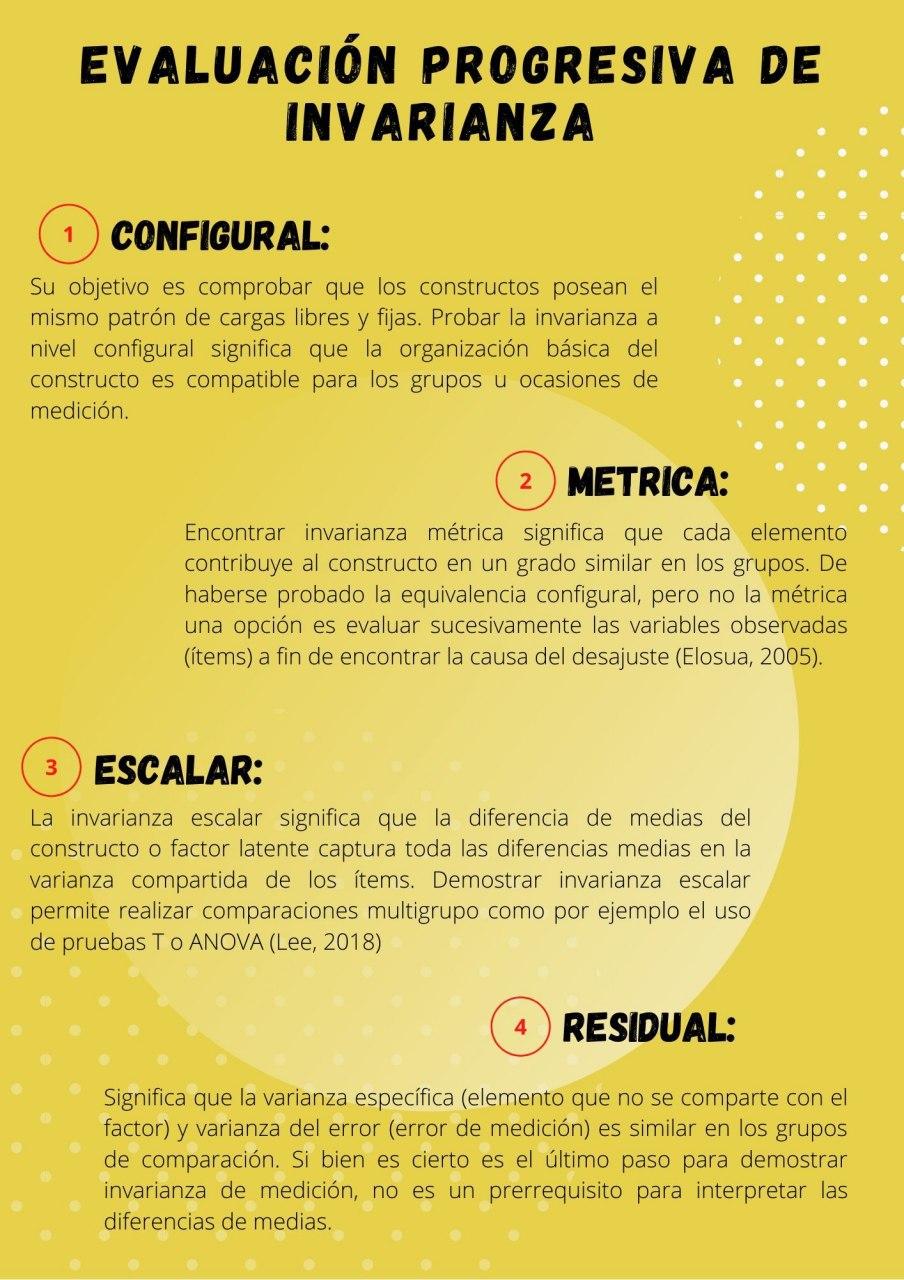 EVALUACIÓN PROGRESIVA DE
INVARIANZA
1 CONFIGURAL:
Su objetivo es comprobar que los constructos posean el
mismo patrón de cargas libres y fijas. Probar la invarianza a
nivel configural significa que la organización básica del
constructo es compatible para los grupos u ocasiones de
medición.
2 METRICA:
Encontrar invarianza métrica significa que cada elemento
contribuye al constructo en un grado similar en los grupos. De
haberse probado la equivalencia configural, pero no la métrica
una opción es evaluar sucesivamente las variables observadas
(ítems) a fin de encontrar la causa del desajuste (Elosua, 2005).
3 ESCALAR:
La invarianza escalar significa que la diferencia de medias del
constructo o factor latente captura toda las diferencias medias en la
varianza compartida de los ítems. Demostrar invarianza escalar
permite realizar comparaciones multigrupo como por ejemplo el uso
de pruebas T o ANOVA (Lee, 2018)
4 RESIDUAL:
Significa que la varianza específica (elemento que no se comparte con el
factor) y varianza del error (error de medición) es similar en los grupos
de comparación. Si bien es cierto es el último paso para demostrar
invarianza de medición, no es un prerrequisito para interpretar las
diferencias de medias.